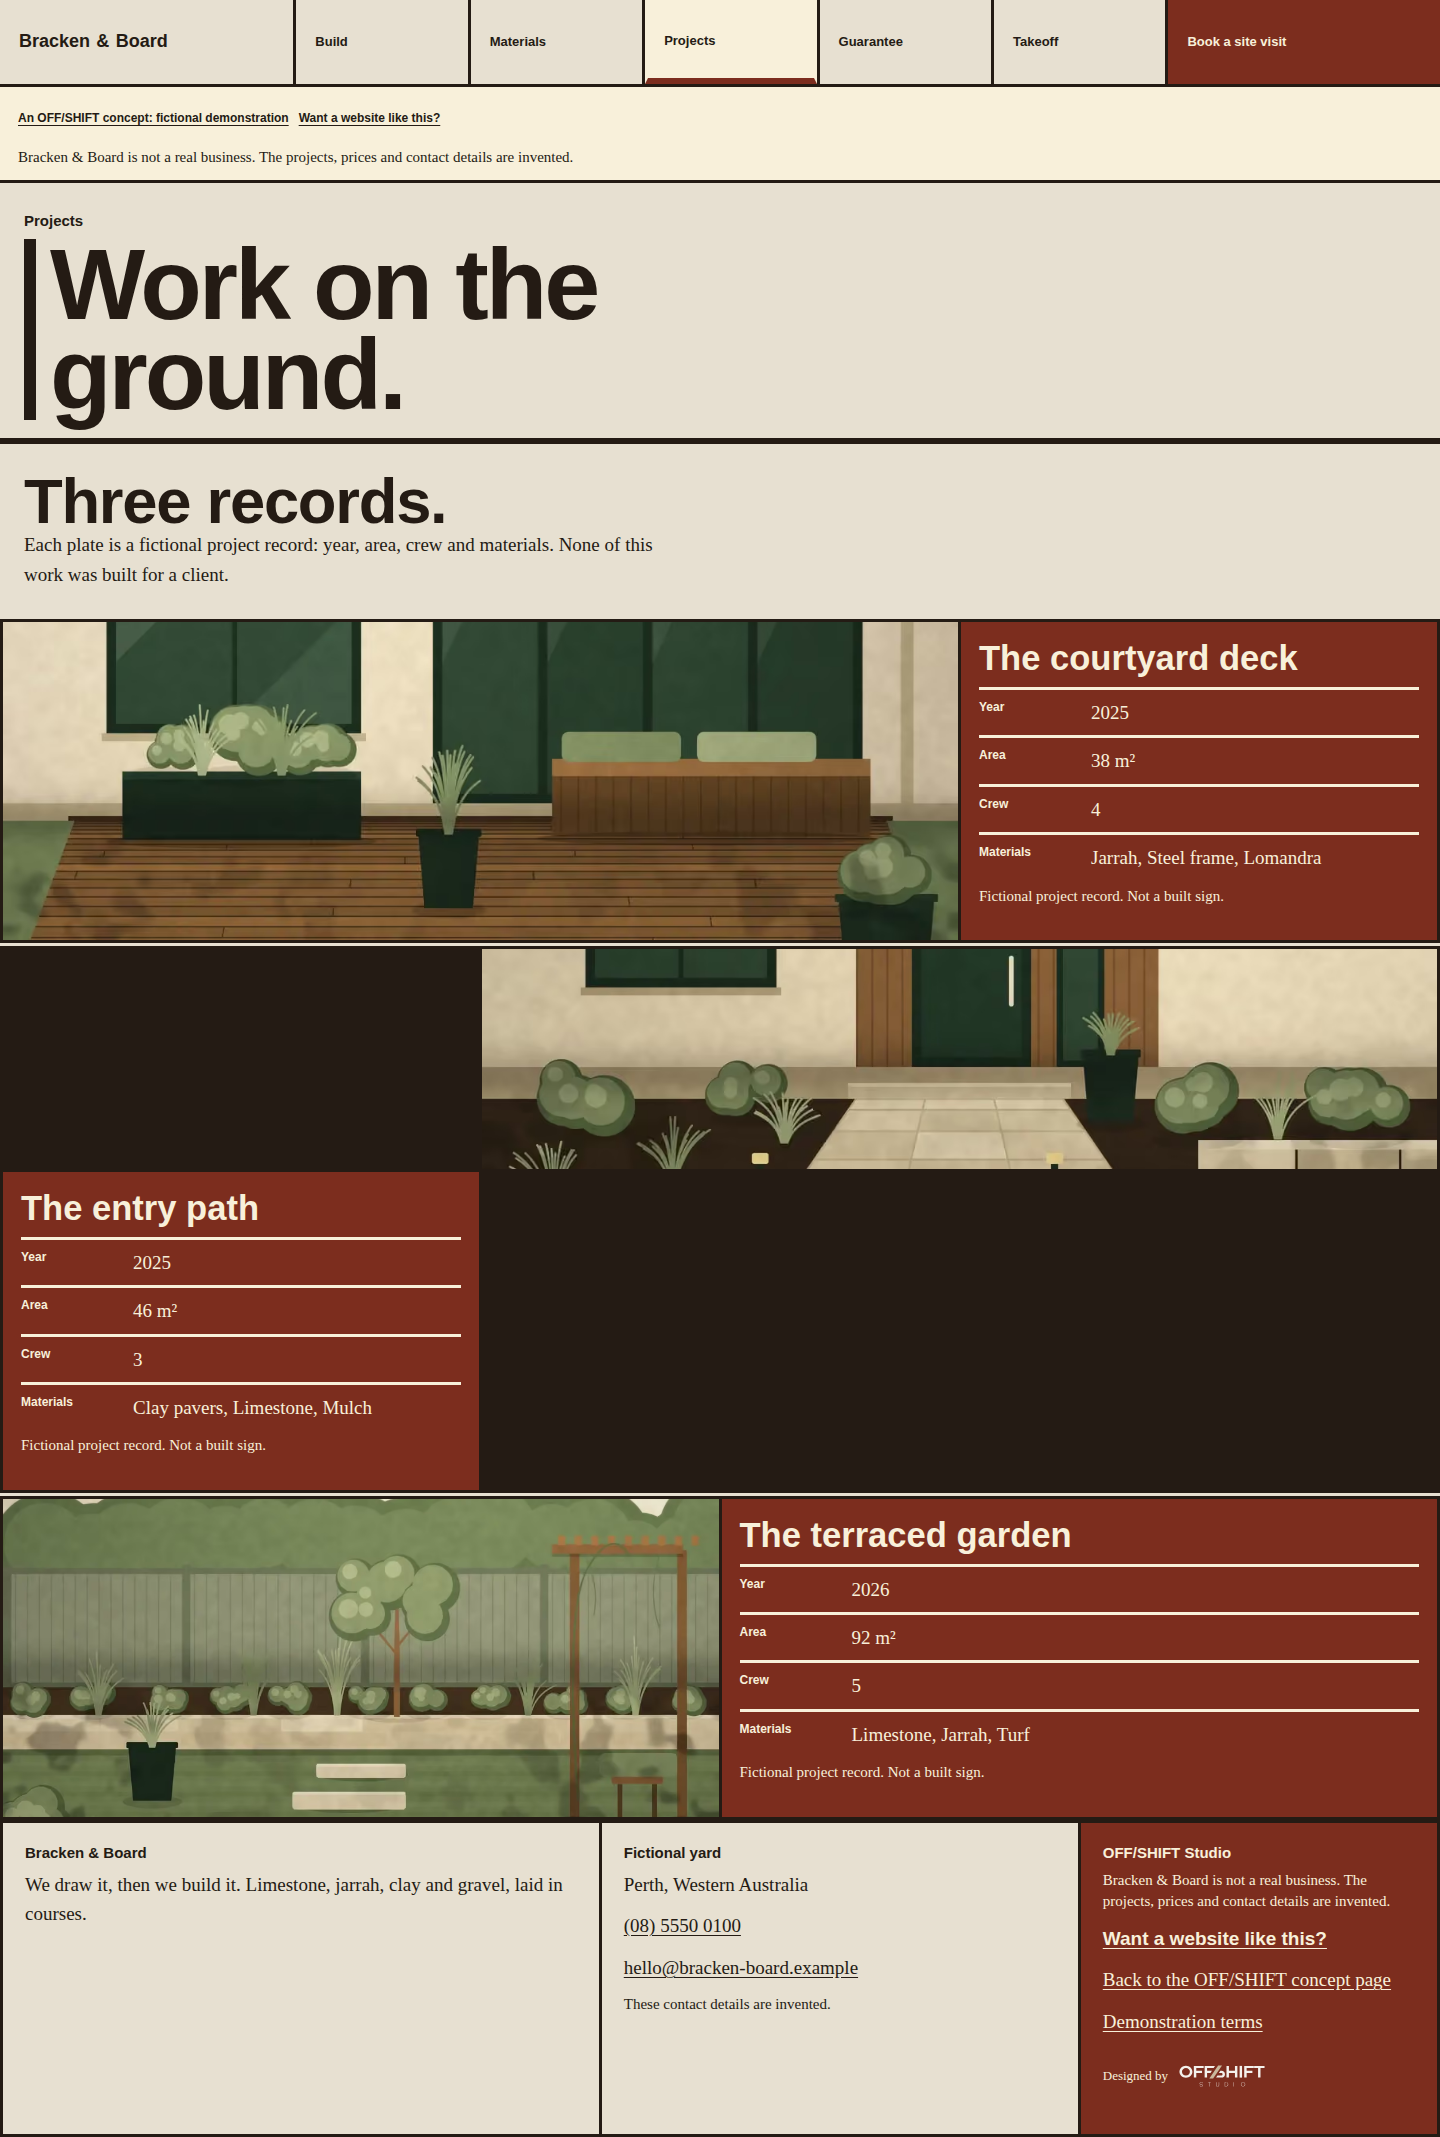 Bracken & Board
Build
Materials
Projects
Guarantee
Takeoff
Book a site visit
An OFF/SHIFT concept: fictional demonstration Want a website like this?
Bracken & Board is not a real business. The projects, prices and contact details are invented.
Projects
Work on the
ground.
Three records.
Each plate is a fictional project record: year, area, crew and materials. None of this
work was built for a client.
The courtyard deck
Year 2025
Area 38 m²
Crew 4
Materials Jarrah, Steel frame, Lomandra
Fictional project record. Not a built sign.
The entry path
Year 2025
Area 46 m²
Crew 3
Materials Clay pavers, Limestone, Mulch
Fictional project record. Not a built sign.
The terraced garden
Year 2026
Area 92 m²
Crew 5
Materials Limestone, Jarrah, Turf
Fictional project record. Not a built sign.
Bracken & Board
We draw it, then we build it. Limestone, jarrah, clay and gravel, laid in
courses.
Fictional yard
Perth, Western Australia
(08) 5550 0100
hello@bracken-board.example
These contact details are invented.
OFF/SHIFT Studio
Bracken & Board is not a real business. The
projects, prices and contact details are invented.
Want a website like this?
Back to the OFF/SHIFT concept page
Demonstration terms
Designed by OFF/SHIFT
STUDIO